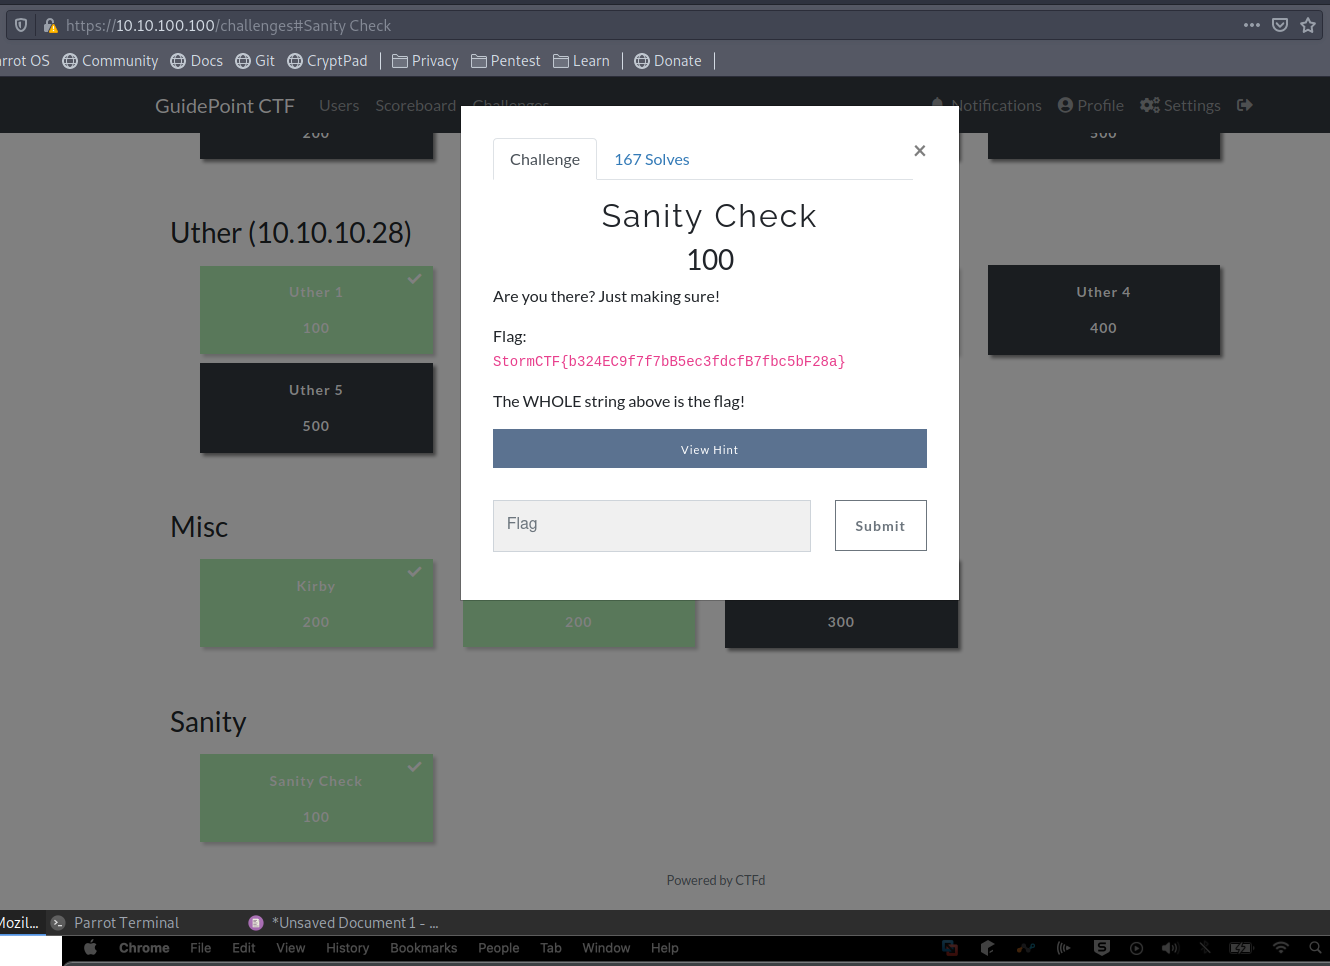 https://10.10.100.100/challenges#Sanity Check
rrot OS Community Docs Git CryptPad Privacy Pentest Learn Donate
GuidePoint CTF Users Scoreboard Challenges Notifications Profile Settings
200 500
Challenge 167 Solves ×
Sanity Check
100
Are you there? Just making sure!
Flag:
StormCTF{b324EC9f7f7bB5ec3fdcfB7fbc5bF28a}
The WHOLE string above is the flag!
View Hint
Flag Submit
Uther (10.10.10.28)
Uther 1
100
Uther 4
400
Uther 5
500
Misc
Kirby
200
200
300
Sanity
Sanity Check
100
Powered by CTFd
Mozil... Parrot Terminal *Unsaved Document 1 - ...
Chrome File Edit View History Bookmarks People Tab Window Help